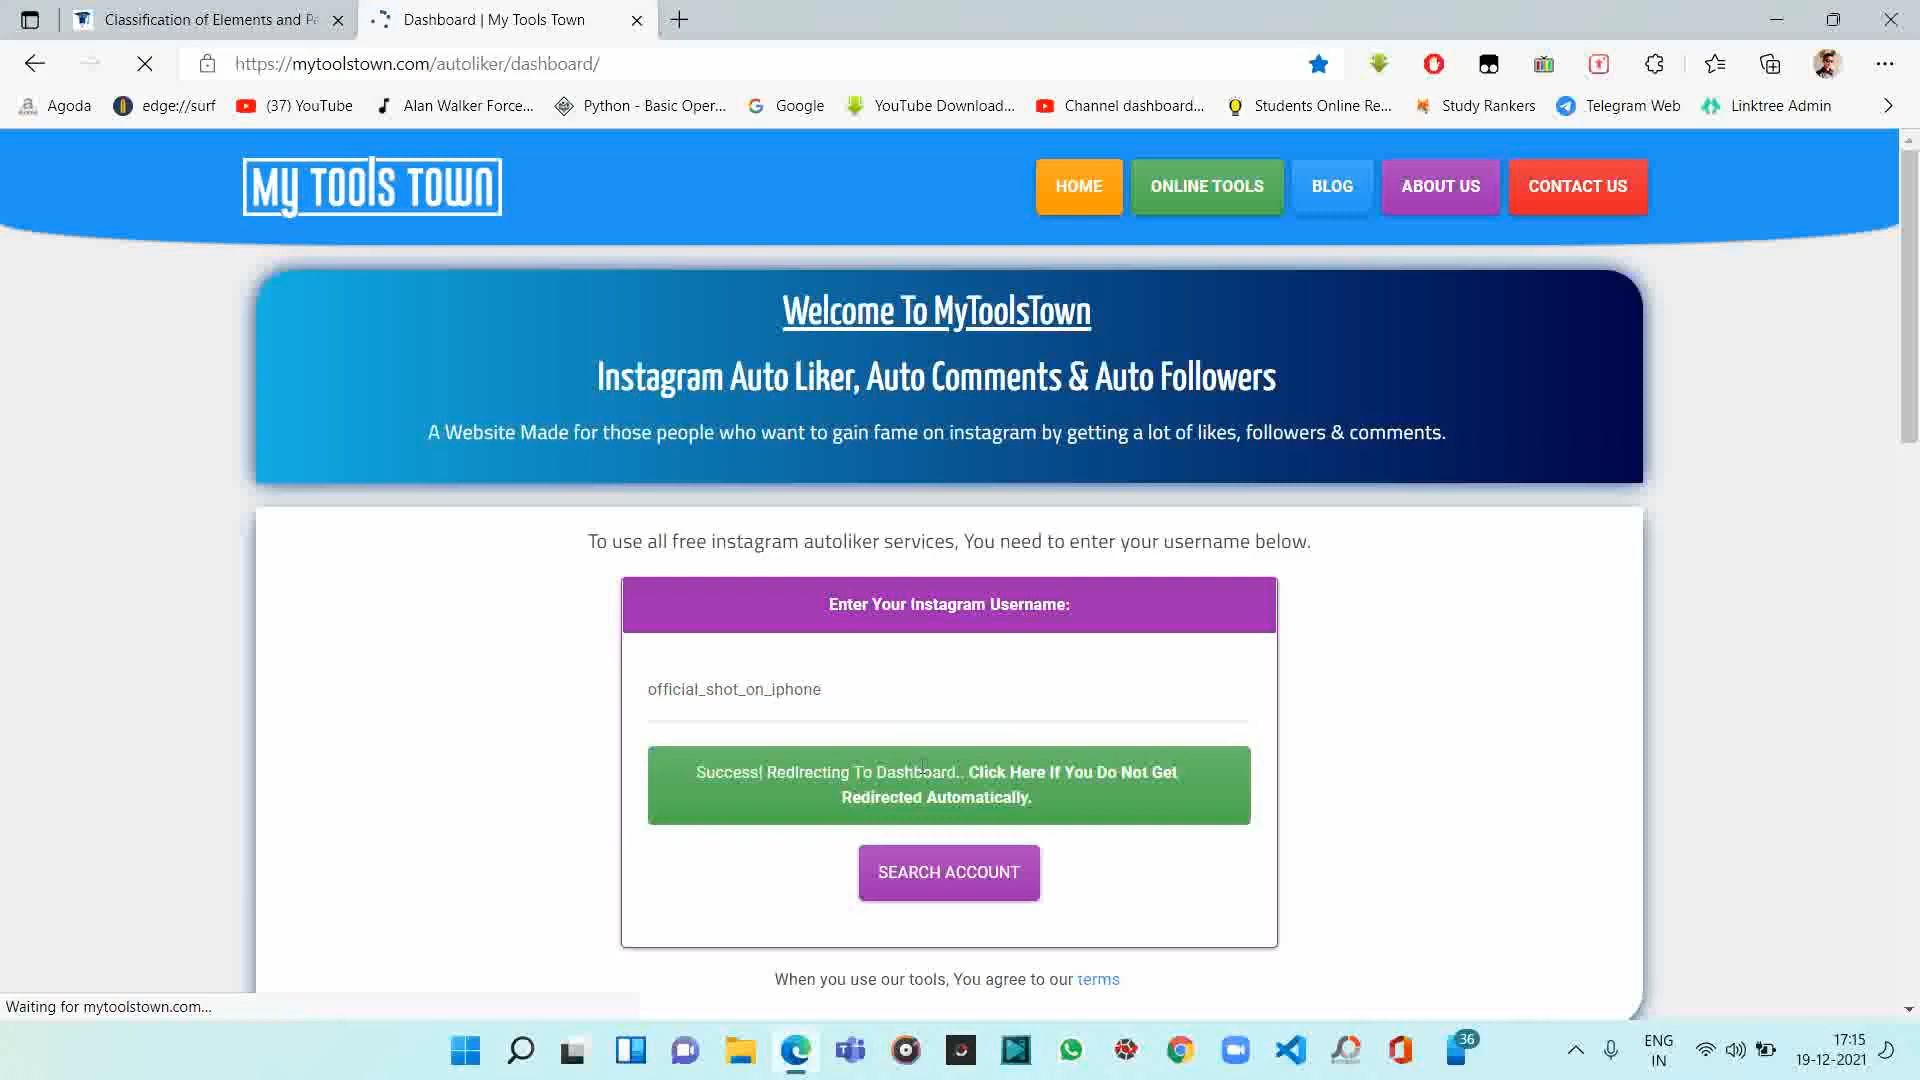 Classification of Elements and Pe
Dashboard | My Tools Town
https://mytoolstown.com/autoliker/dashboard/
Agoda
edge://surf
(37) YouTube
Alan Walker Force...
Python - Basic Oper...
Google
YouTube Download...
Channel dashboard...
Students Online Re...
Study Rankers
Telegram Web
Linktree Admin
My Tools Town
HOME
ONLINE TOOLS
BLOG
ABOUT US
CONTACT US
Welcome To MyToolsTown
Instagram Auto Liker, Auto Comments & Auto Followers
A Website Made for those people who want to gain fame on instagram by getting a lot of likes, followers & comments.
To use all free instagram autoliker services, You need to enter your username below.
Enter Your Instagram Username:
official_shot_on_iphone
Success! Redirecting To Dashboard.. Click Here If You Do Not Get
Redirected Automatically.
SEARCH ACCOUNT
When you use our tools, You agree to our terms
Waiting for mytoolstown.com...
36
ENG
IN
17:15
19-12-2021